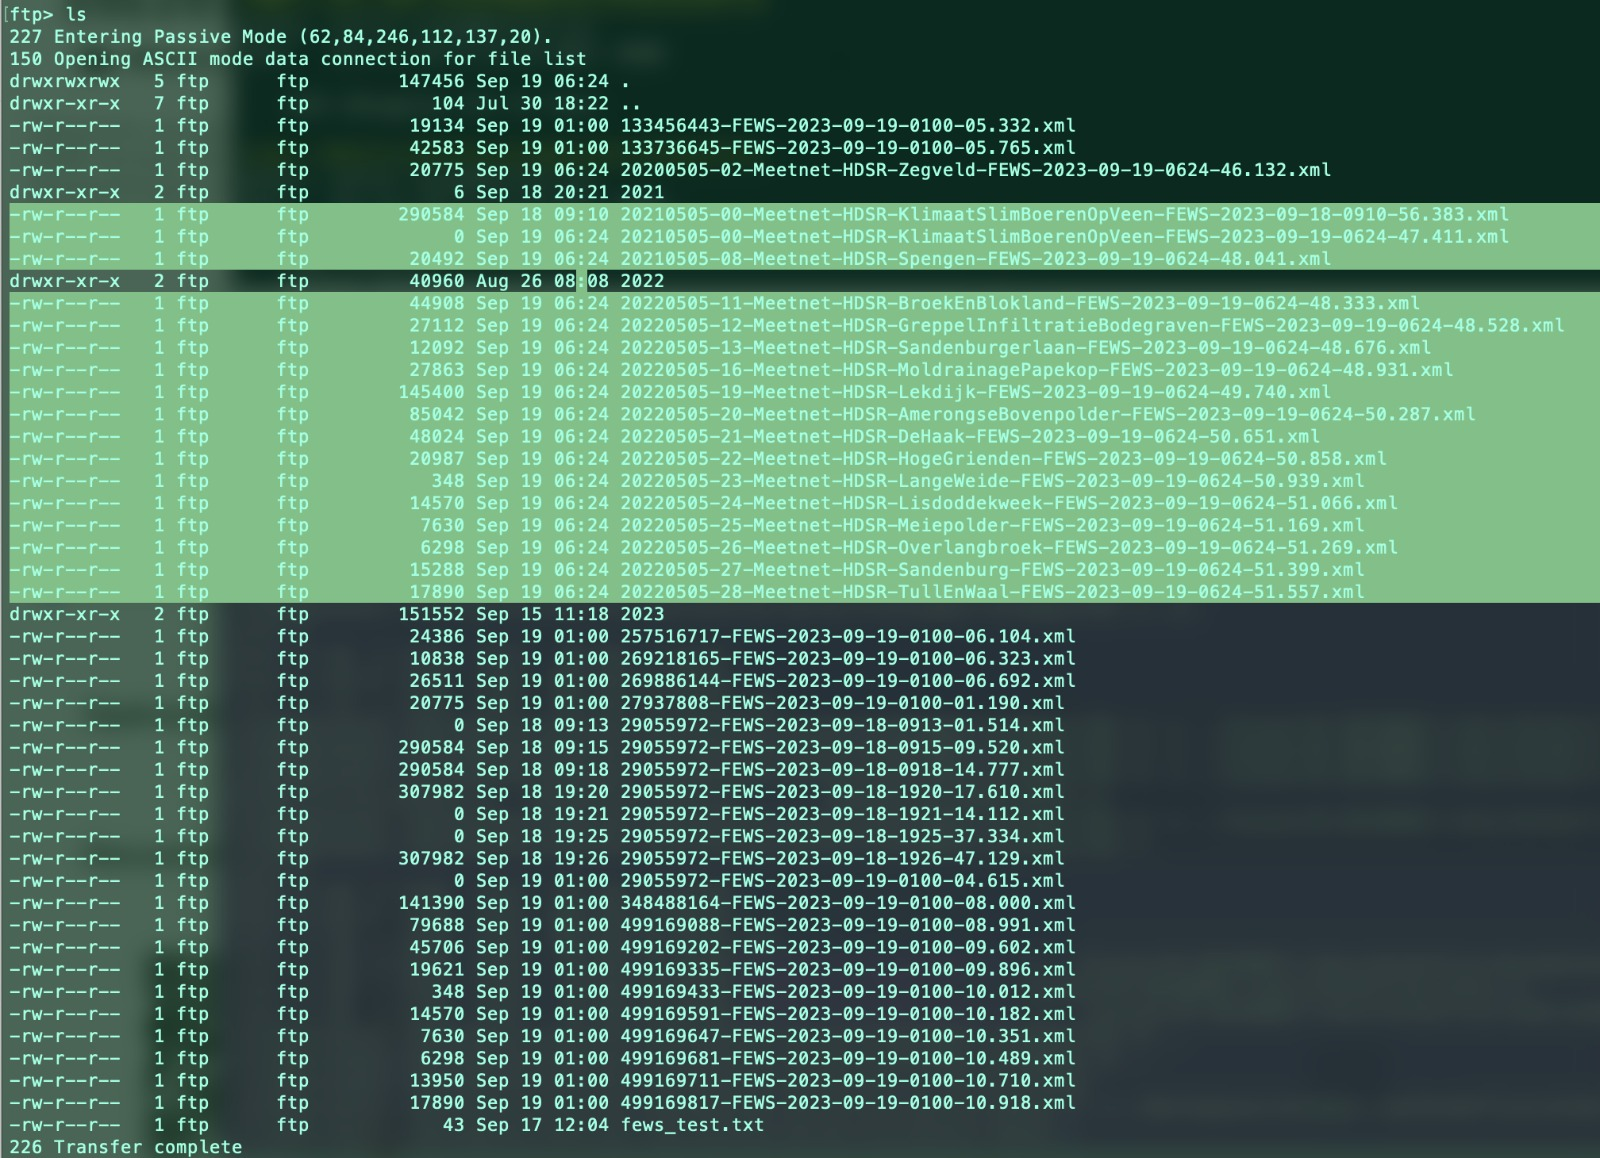 [ftp> ls
227 Entering Passive Mode (62,84,246,112,137,20).
150 Opening ASCII mode data connection for file list
drwxrwxrwx   5 ftp      ftp        147456 Sep 19 06:24 .
drwxr-xr-x   7 ftp      ftp           104 Jul 30 18:22 ..
-rw-r--r--   1 ftp      ftp         19134 Sep 19 01:00 133456443-FEWS-2023-09-19-0100-05.332.xml
-rw-r--r--   1 ftp      ftp         42583 Sep 19 01:00 133736645-FEWS-2023-09-19-0100-05.765.xml
-rw-r--r--   1 ftp      ftp         20775 Sep 19 06:24 20200505-02-Meetnet-HDSR-Zegveld-FEWS-2023-09-19-0624-46.132.xml
drwxr-xr-x   2 ftp      ftp             6 Sep 18 20:21 2021
-rw-r--r--   1 ftp      ftp        290584 Sep 18 09:10 20210505-00-Meetnet-HDSR-KlimaatSlimBoerenOpVeen-FEWS-2023-09-18-0910-56.383.xml
-rw-r--r--   1 ftp      ftp             0 Sep 19 06:24 20210505-00-Meetnet-HDSR-KlimaatSlimBoerenOpVeen-FEWS-2023-09-19-0624-47.411.xml
-rw-r--r--   1 ftp      ftp         20492 Sep 19 06:24 20210505-08-Meetnet-HDSR-Spengen-FEWS-2023-09-19-0624-48.041.xml
drwxr-xr-x   2 ftp      ftp         40960 Aug 26 08:08 2022
-rw-r--r--   1 ftp      ftp         44908 Sep 19 06:24 20220505-11-Meetnet-HDSR-BroekEnBlokland-FEWS-2023-09-19-0624-48.333.xml
-rw-r--r--   1 ftp      ftp         27112 Sep 19 06:24 20220505-12-Meetnet-HDSR-GreppelInfiltratieBodegraven-FEWS-2023-09-19-0624-48.528.xml
-rw-r--r--   1 ftp      ftp         12092 Sep 19 06:24 20220505-13-Meetnet-HDSR-Sandenburgerlaan-FEWS-2023-09-19-0624-48.676.xml
-rw-r--r--   1 ftp      ftp         27863 Sep 19 06:24 20220505-16-Meetnet-HDSR-MoldrainagePapekop-FEWS-2023-09-19-0624-48.931.xml
-rw-r--r--   1 ftp      ftp        145400 Sep 19 06:24 20220505-19-Meetnet-HDSR-Lekdijk-FEWS-2023-09-19-0624-49.740.xml
-rw-r--r--   1 ftp      ftp         85042 Sep 19 06:24 20220505-20-Meetnet-HDSR-AmerongseBovenpolder-FEWS-2023-09-19-0624-50.287.xml
-rw-r--r--   1 ftp      ftp         48024 Sep 19 06:24 20220505-21-Meetnet-HDSR-DeHaak-FEWS-2023-09-19-0624-50.651.xml
-rw-r--r--   1 ftp      ftp         20987 Sep 19 06:24 20220505-22-Meetnet-HDSR-HogeGrienden-FEWS-2023-09-19-0624-50.858.xml
-rw-r--r--   1 ftp      ftp           348 Sep 19 06:24 20220505-23-Meetnet-HDSR-LangeWeide-FEWS-2023-09-19-0624-50.939.xml
-rw-r--r--   1 ftp      ftp         14570 Sep 19 06:24 20220505-24-Meetnet-HDSR-Lisdoddekweek-FEWS-2023-09-19-0624-51.066.xml
-rw-r--r--   1 ftp      ftp          7630 Sep 19 06:24 20220505-25-Meetnet-HDSR-Meiepolder-FEWS-2023-09-19-0624-51.169.xml
-rw-r--r--   1 ftp      ftp          6298 Sep 19 06:24 20220505-26-Meetnet-HDSR-Overlangbroek-FEWS-2023-09-19-0624-51.269.xml
-rw-r--r--   1 ftp      ftp         15288 Sep 19 06:24 20220505-27-Meetnet-HDSR-Sandenburg-FEWS-2023-09-19-0624-51.399.xml
-rw-r--r--   1 ftp      ftp         17890 Sep 19 06:24 20220505-28-Meetnet-HDSR-TullEnWaal-FEWS-2023-09-19-0624-51.557.xml
drwxr-xr-x   2 ftp      ftp        151552 Sep 15 11:18 2023
-rw-r--r--   1 ftp      ftp         24386 Sep 19 01:00 257516717-FEWS-2023-09-19-0100-06.104.xml
-rw-r--r--   1 ftp      ftp         10838 Sep 19 01:00 269218165-FEWS-2023-09-19-0100-06.323.xml
-rw-r--r--   1 ftp      ftp         26511 Sep 19 01:00 269886144-FEWS-2023-09-19-0100-06.692.xml
-rw-r--r--   1 ftp      ftp         20775 Sep 19 01:00 27937808-FEWS-2023-09-19-0100-01.190.xml
-rw-r--r--   1 ftp      ftp             0 Sep 18 09:13 29055972-FEWS-2023-09-18-0913-01.514.xml
-rw-r--r--   1 ftp      ftp        290584 Sep 18 09:15 29055972-FEWS-2023-09-18-0915-09.520.xml
-rw-r--r--   1 ftp      ftp        290584 Sep 18 09:18 29055972-FEWS-2023-09-18-0918-14.777.xml
-rw-r--r--   1 ftp      ftp        307982 Sep 18 19:20 29055972-FEWS-2023-09-18-1920-17.610.xml
-rw-r--r--   1 ftp      ftp             0 Sep 18 19:21 29055972-FEWS-2023-09-18-1921-14.112.xml
-rw-r--r--   1 ftp      ftp             0 Sep 18 19:25 29055972-FEWS-2023-09-18-1925-37.334.xml
-rw-r--r--   1 ftp      ftp        307982 Sep 18 19:26 29055972-FEWS-2023-09-18-1926-47.129.xml
-rw-r--r--   1 ftp      ftp             0 Sep 19 01:00 29055972-FEWS-2023-09-19-0100-04.615.xml
-rw-r--r--   1 ftp      ftp        141390 Sep 19 01:00 348488164-FEWS-2023-09-19-0100-08.000.xml
-rw-r--r--   1 ftp      ftp         79688 Sep 19 01:00 499169088-FEWS-2023-09-19-0100-08.991.xml
-rw-r--r--   1 ftp      ftp         45706 Sep 19 01:00 499169202-FEWS-2023-09-19-0100-09.602.xml
-rw-r--r--   1 ftp      ftp         19621 Sep 19 01:00 499169335-FEWS-2023-09-19-0100-09.896.xml
-rw-r--r--   1 ftp      ftp           348 Sep 19 01:00 499169433-FEWS-2023-09-19-0100-10.012.xml
-rw-r--r--   1 ftp      ftp         14570 Sep 19 01:00 499169591-FEWS-2023-09-19-0100-10.182.xml
-rw-r--r--   1 ftp      ftp          7630 Sep 19 01:00 499169647-FEWS-2023-09-19-0100-10.351.xml
-rw-r--r--   1 ftp      ftp          6298 Sep 19 01:00 499169681-FEWS-2023-09-19-0100-10.489.xml
-rw-r--r--   1 ftp      ftp         13950 Sep 19 01:00 499169711-FEWS-2023-09-19-0100-10.710.xml
-rw-r--r--   1 ftp      ftp         17890 Sep 19 01:00 499169817-FEWS-2023-09-19-0100-10.918.xml
-rw-r--r--   1 ftp      ftp            43 Sep 17 12:04 fews_test.txt
226 Transfer complete